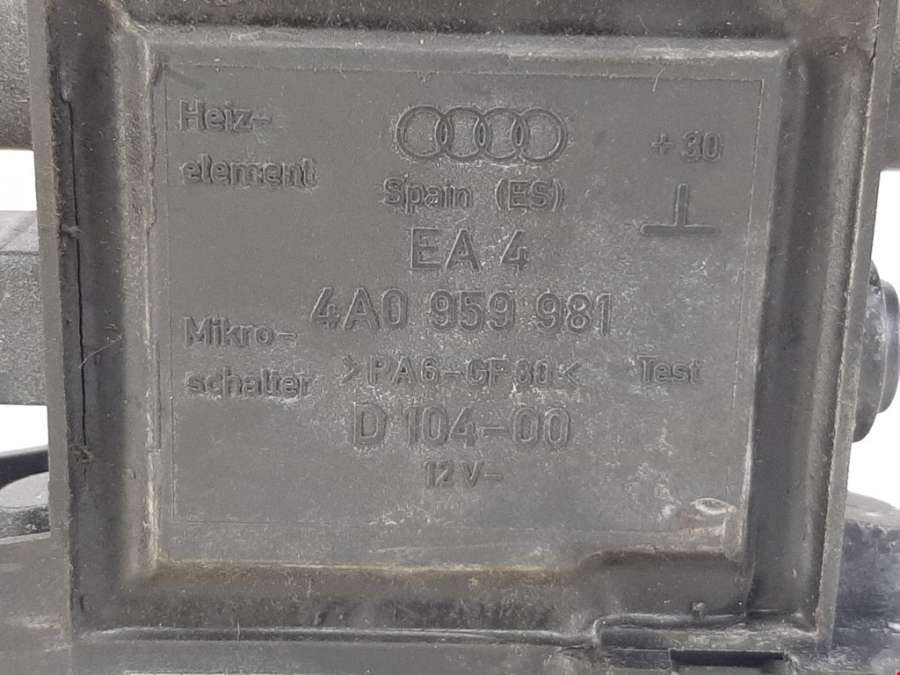 Heiz-
element
Spain (ES)
+ 30
EA 4
4A0 959 981
Mikro-
schalter
>PA6-GF30<
Test
D 104-00
12 V-